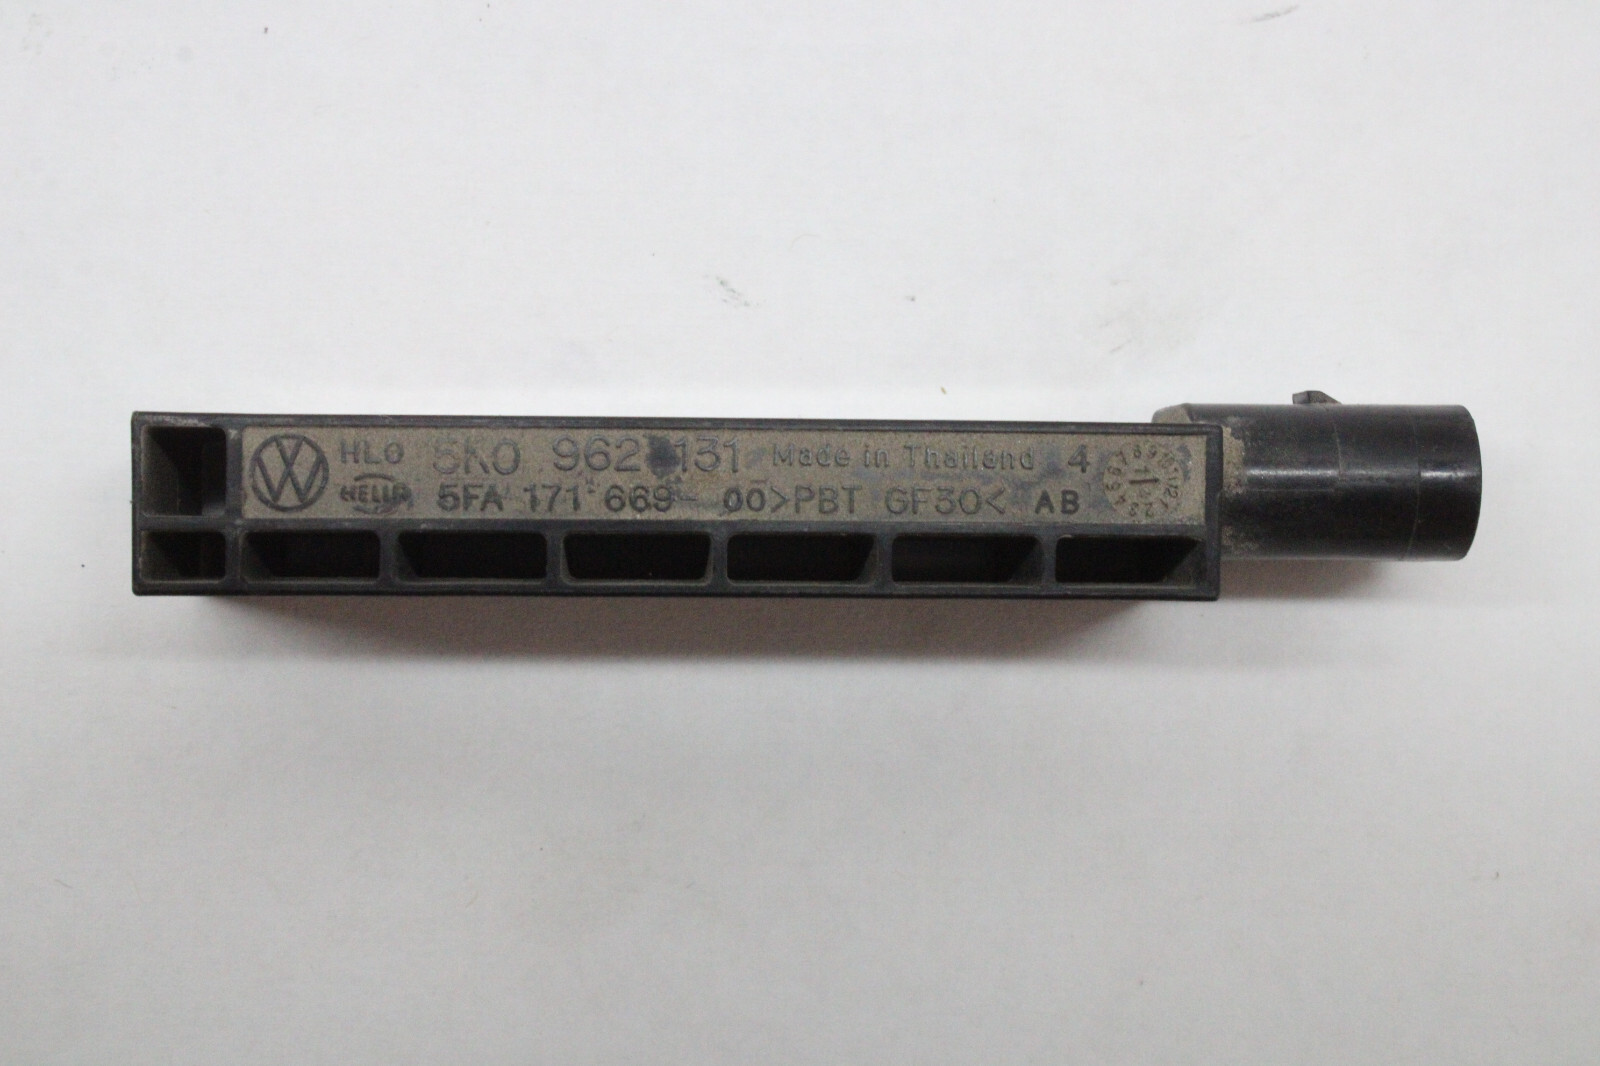 HLO 5K0 962 131 Made in Thailand 4
HELLA 5FA 171 669-00 >PBT GF30< AB